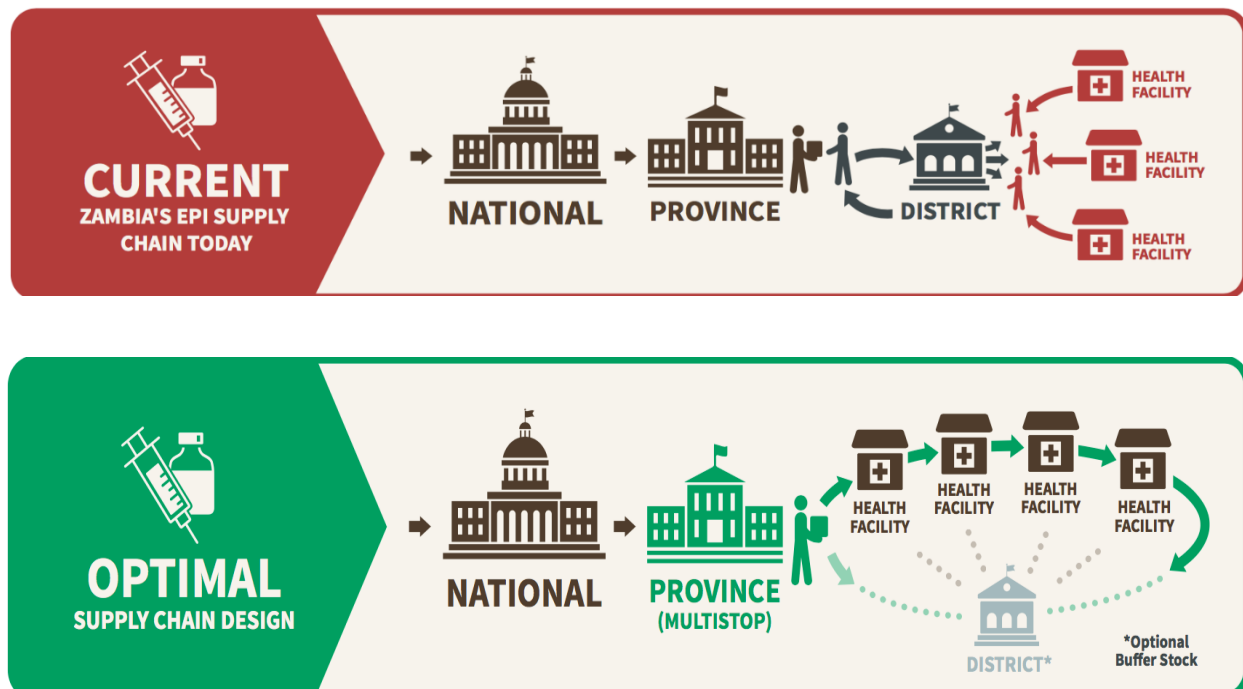 CURRENT
ZAMBIA'S EPI SUPPLY
CHAIN TODAY
NATIONAL
PROVINCE
DISTRICT
HEALTH
FACILITY
HEALTH
FACILITY
HEALTH
FACILITY
OPTIMAL
SUPPLY CHAIN DESIGN
NATIONAL
PROVINCE
(MULTISTOP)
HEALTH
FACILITY
HEALTH
FACILITY
HEALTH
FACILITY
HEALTH
FACILITY
DISTRICT*
*Optional
Buffer Stock